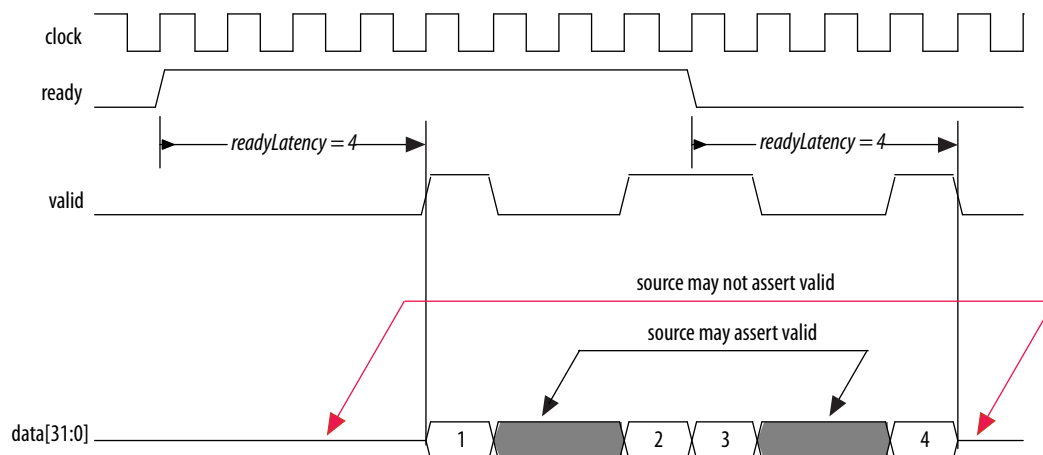 clock
ready
readyLatency = 4
readyLatency = 4
valid
source may not assert valid
source may assert valid
data[31:0]
1
2
3
4